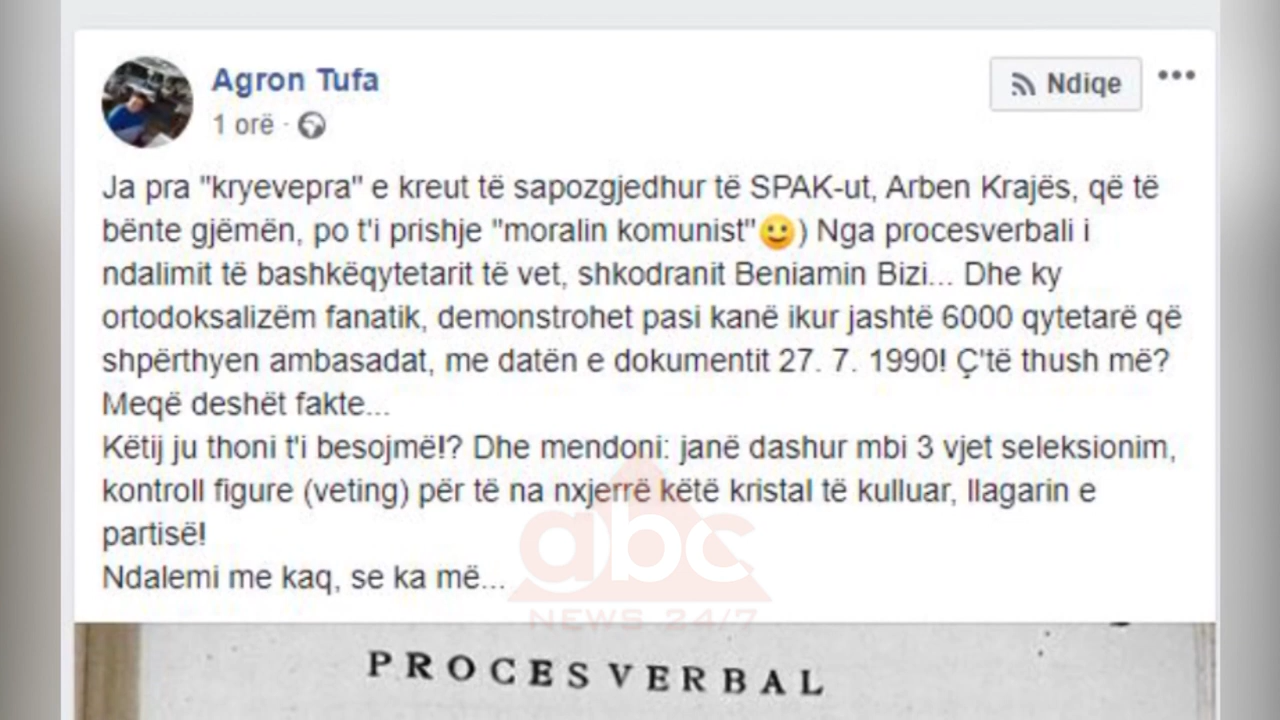 Agron Tufa
Ndiqe
1 orë
Ja pra "kryevepra" e kreut të sapozgjedhur të SPAK-ut, Arben Krajës, që të
bënte gjëmën, po t'i prishje "moralin komunist"🙂) Nga procesverbali i
ndalimit të bashkëqytetarit të vet, shkodranit Beniamin Bizi... Dhe ky
ortodoksalizëm fanatik, demonstrohet pasi kanë ikur jashtë 6000 qytetarë që
shpërthyen ambasadat, me datën e dokumentit 27. 7. 1990! Ç'të thush më?
Meqë deshët fakte...
Këtij ju thoni t'i besojmë!? Dhe mendoni: janë dashur mbi 3 vjet seleksionim,
kontroll figure (veting) për të na nxjerrë këtë kristal të kulluar, llagarin e
partisë!
Ndalemi me kaq, se ka më...
abc
NEWS 24/7
PROCESVERBAL